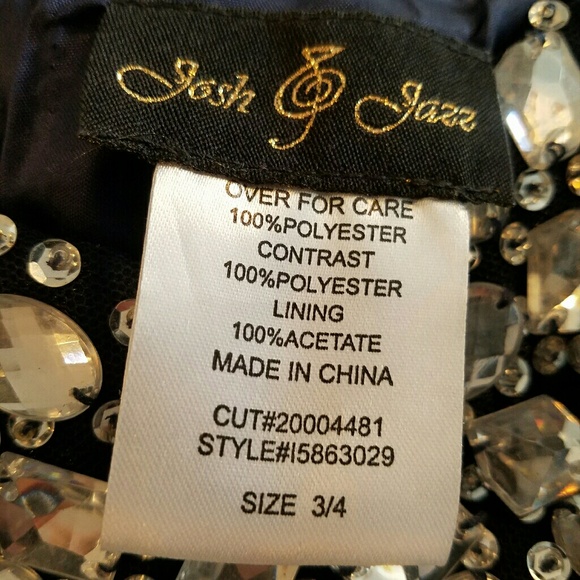 Josh Jazz
OVER FOR CARE
100%POLYESTER
CONTRAST
100%POLYESTER
LINING
100%ACETATE
MADE IN CHINA
CUT#20004481
STYLE#I5863029
SIZE 3/4